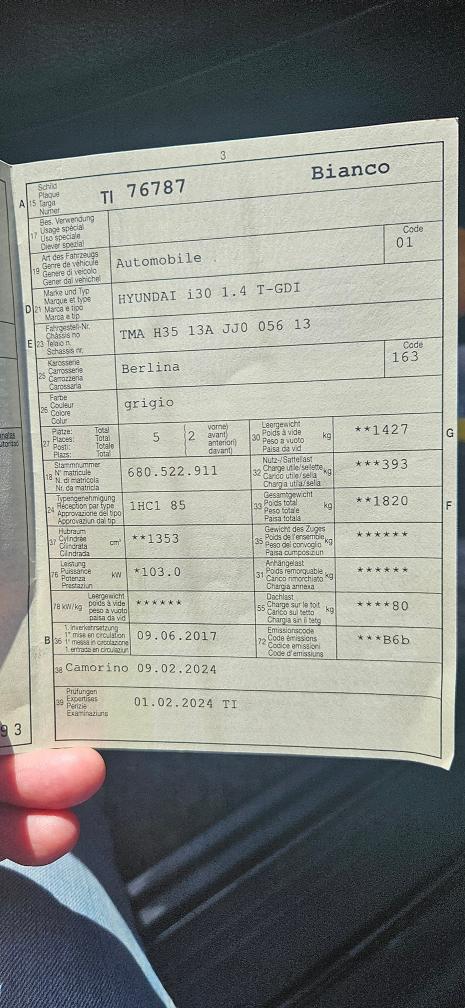 3
A 15 Schild Plaque Targa Numer TI 76787 Bianco
17 Bes. Verwendung Usage spécial Uso speciale Diever spezial
19 Art des Fahrzeugs Genre de véhicule Genere di veicolo Gener dal vehichel Automobile Code 01
D 21 Marke und Typ Marque et type Marca e tipo Marca e tip HYUNDAI i30 1.4 T-GDI
E 23 Fahrgestell-Nr. Châssis no Telaio n. Schassis nr. TMA H35 13A JJ0 056 13
25 Karosserie Carrosserie Carrozzeria Carossaria Berlina Code 163
26 Farbe Couleur Colore Colur grigio
27 Plätze: Total Places: Total Posti: Totale Plazs: Total 5 2 vorne) avant) anteriori) davant) 30 Leergewicht Poids à vide Peso a vuoto Paisa da vid kg **1427 G
18 Stammnummer N° matricule N. di matricola Nr. da matricla 680.522.911 32 Nutz-/Sattellast Charge utile/sellette Carico utile/sella Chargia utila/sella kg ***393
24 Typengenehmigung Réception par type Approvazione del tipo Approvaziun dal tip 1HC1 85 33 Gesamtgewicht Poids total Peso totale Paisa totala kg **1820 F
37 Hubraum Cylindrée Cilindrata Cilindrada cm³ **1353 35 Gewicht des Zuges Poids de l'ensemble Peso del convoglio Paisa cumposiziun kg ******
76 Leistung Puissance Potenza Prestaziun kW *103.0 31 Anhängelast Poids remorquable Carico rimorchiato Chargia annexa kg ******
78 kW/kg Leergewicht poids à vide peso a vuoto paisa da vid ****** 55 Dachlast Charge sur le toit Carico sul tetto Chargia sin il tetg kg ****80
B 36 1. Inverkehrsetzung 1re mise en circulation 1a messa in circolazione 1. entrada en circulaziun 09.06.2017 72 Emissionscode Code émissions Codice emissioni Code d'emissiuns ***B6b
38 Camorino 09.02.2024
39 Prüfungen Expertises Perizie Examinaziuns 01.02.2024 TI
93